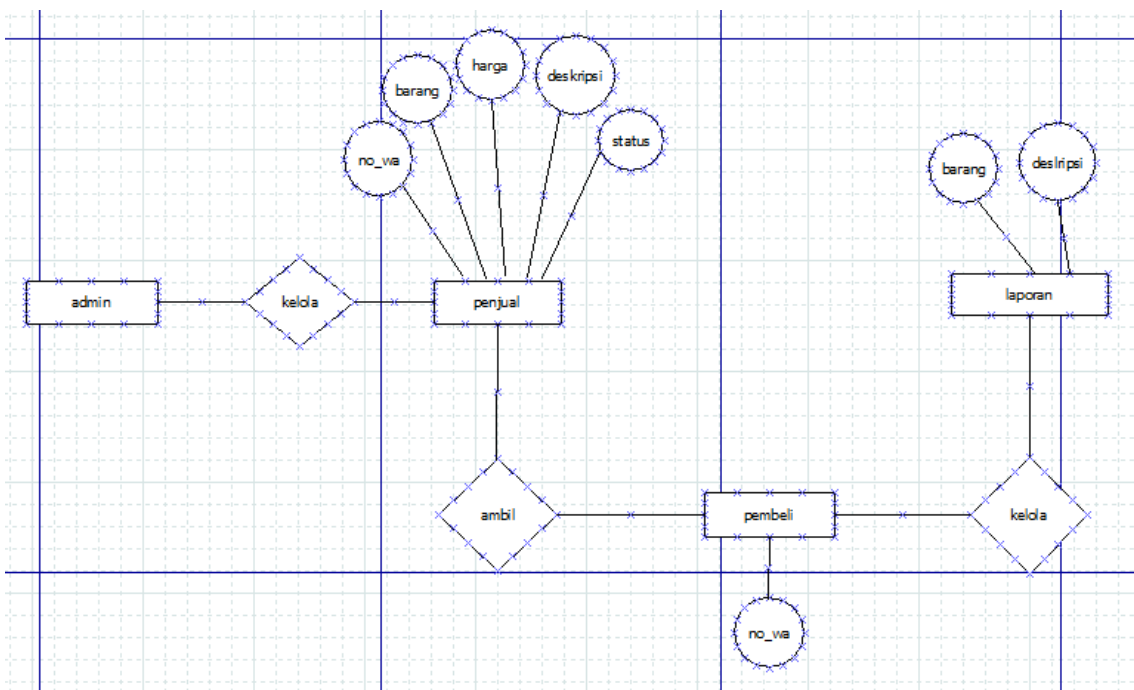 harga
deskripsi
barang
status
no_wa
barang
deslripsi
admin
kelola
penjual
laporan
ambil
pembeli
kelola
no_wa